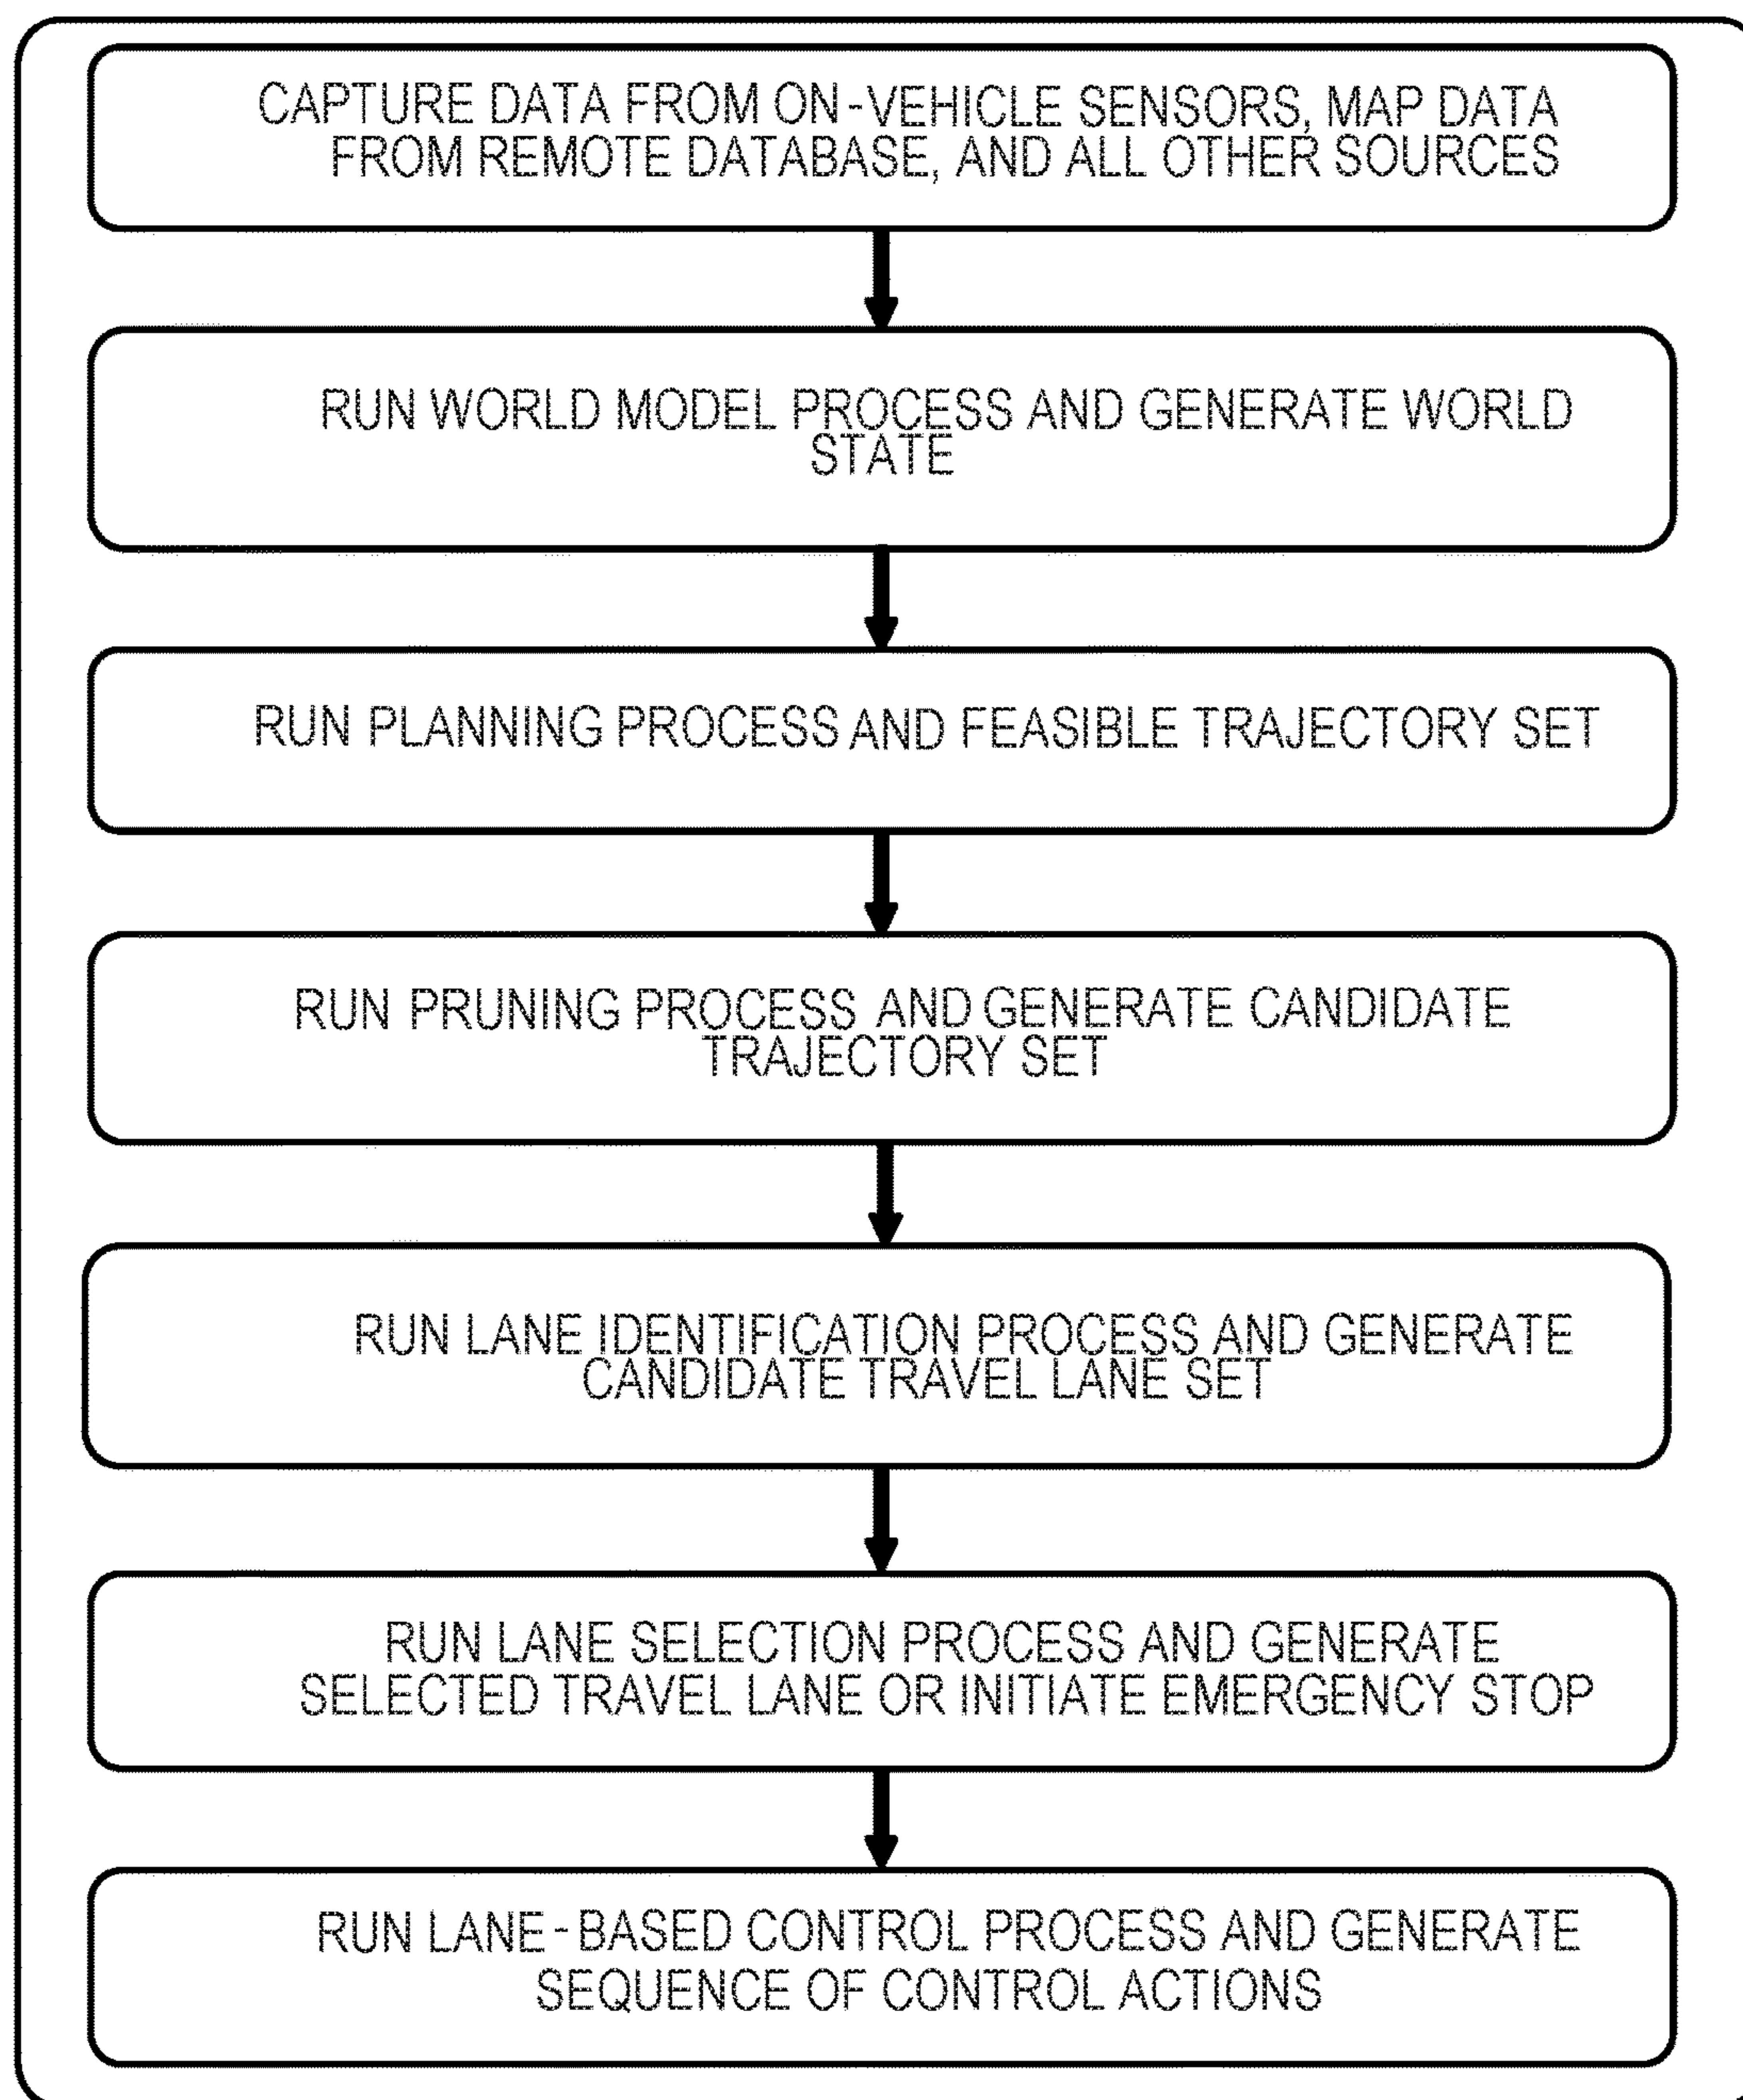 CAPTURE DATA FROM ON-VEHICLE SENSORS, MAP DATA
FROM REMOTE DATABASE, AND ALL OTHER SOURCES
RUN WORLD MODEL PROCESS AND GENERATE WORLD
STATE
RUN PLANNING PROCESS AND FEASIBLE TRAJECTORY SET
RUN PRUNING PROCESS AND GENERATE CANDIDATE
TRAJECTORY SET
RUN LANE IDENTIFICATION PROCESS AND GENERATE
CANDIDATE TRAVEL LANE SET
RUN LANE SELECTION PROCESS AND GENERATE
SELECTED TRAVEL LANE OR INITIATE EMERGENCY STOP
RUN LANE-BASED CONTROL PROCESS AND GENERATE
SEQUENCE OF CONTROL ACTIONS